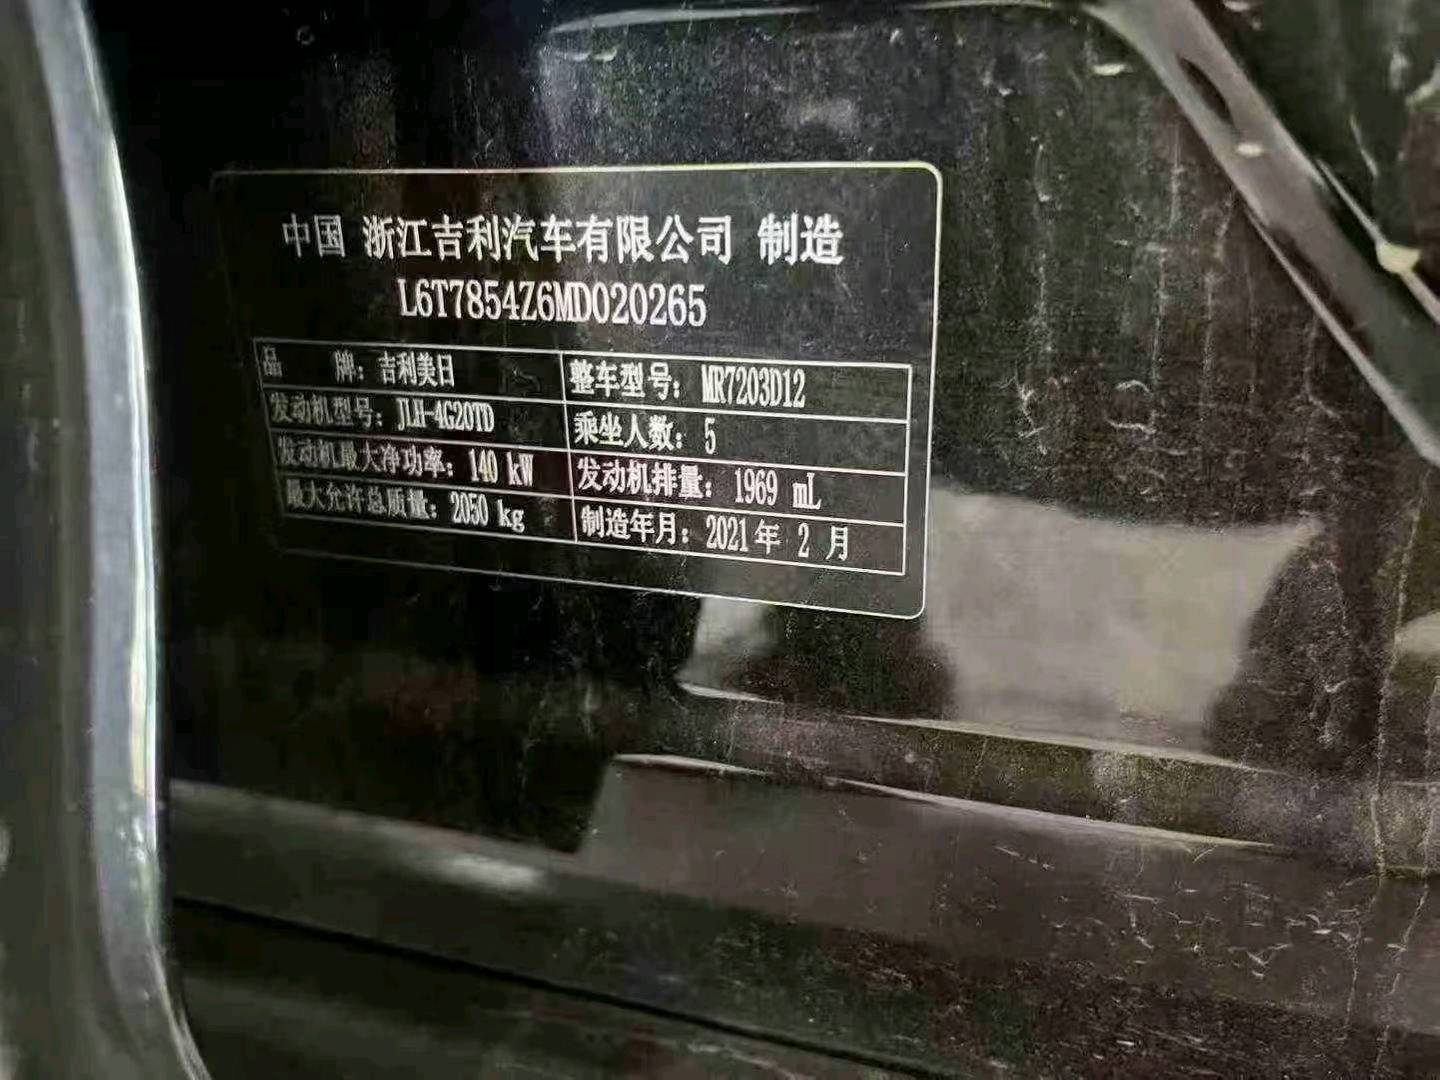 中国 浙江吉利汽车有限公司 制造
L6T7854Z6MD020265
品 牌：吉利美日 整车型号：MR7203D12
发动机型号：JLH-4G20TD 乘坐人数：5
发动机最大净功率：140 kW 发动机排量：1969 mL
最大允许总质量：2050 kg 制造年月：2021年 2 月